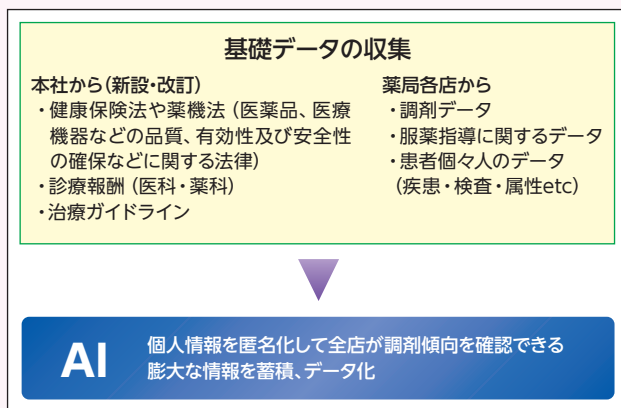 基礎データの収集
本社から(新設・改訂)
・健康保険法や薬機法(医薬品、医療
機器などの品質、有効性及び安全性
の確保などに関する法律)
・診療報酬(医科・薬科)
・治療ガイドライン
薬局各店から
・調剤データ
・服薬指導に関するデータ
・患者個々人のデータ
(疾患・検査・属性etc)
AI
個人情報を匿名化して全店が調剤傾向を確認できる
膨大な情報を蓄積、データ化